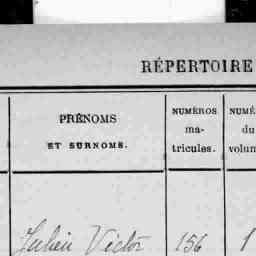 RÉPERTOIRE
PRÉNOMS
ET SURNOMS.
NUMÉROS
ma-
tricules.
NUMÉ
du
volum
Julien Victor 156 1